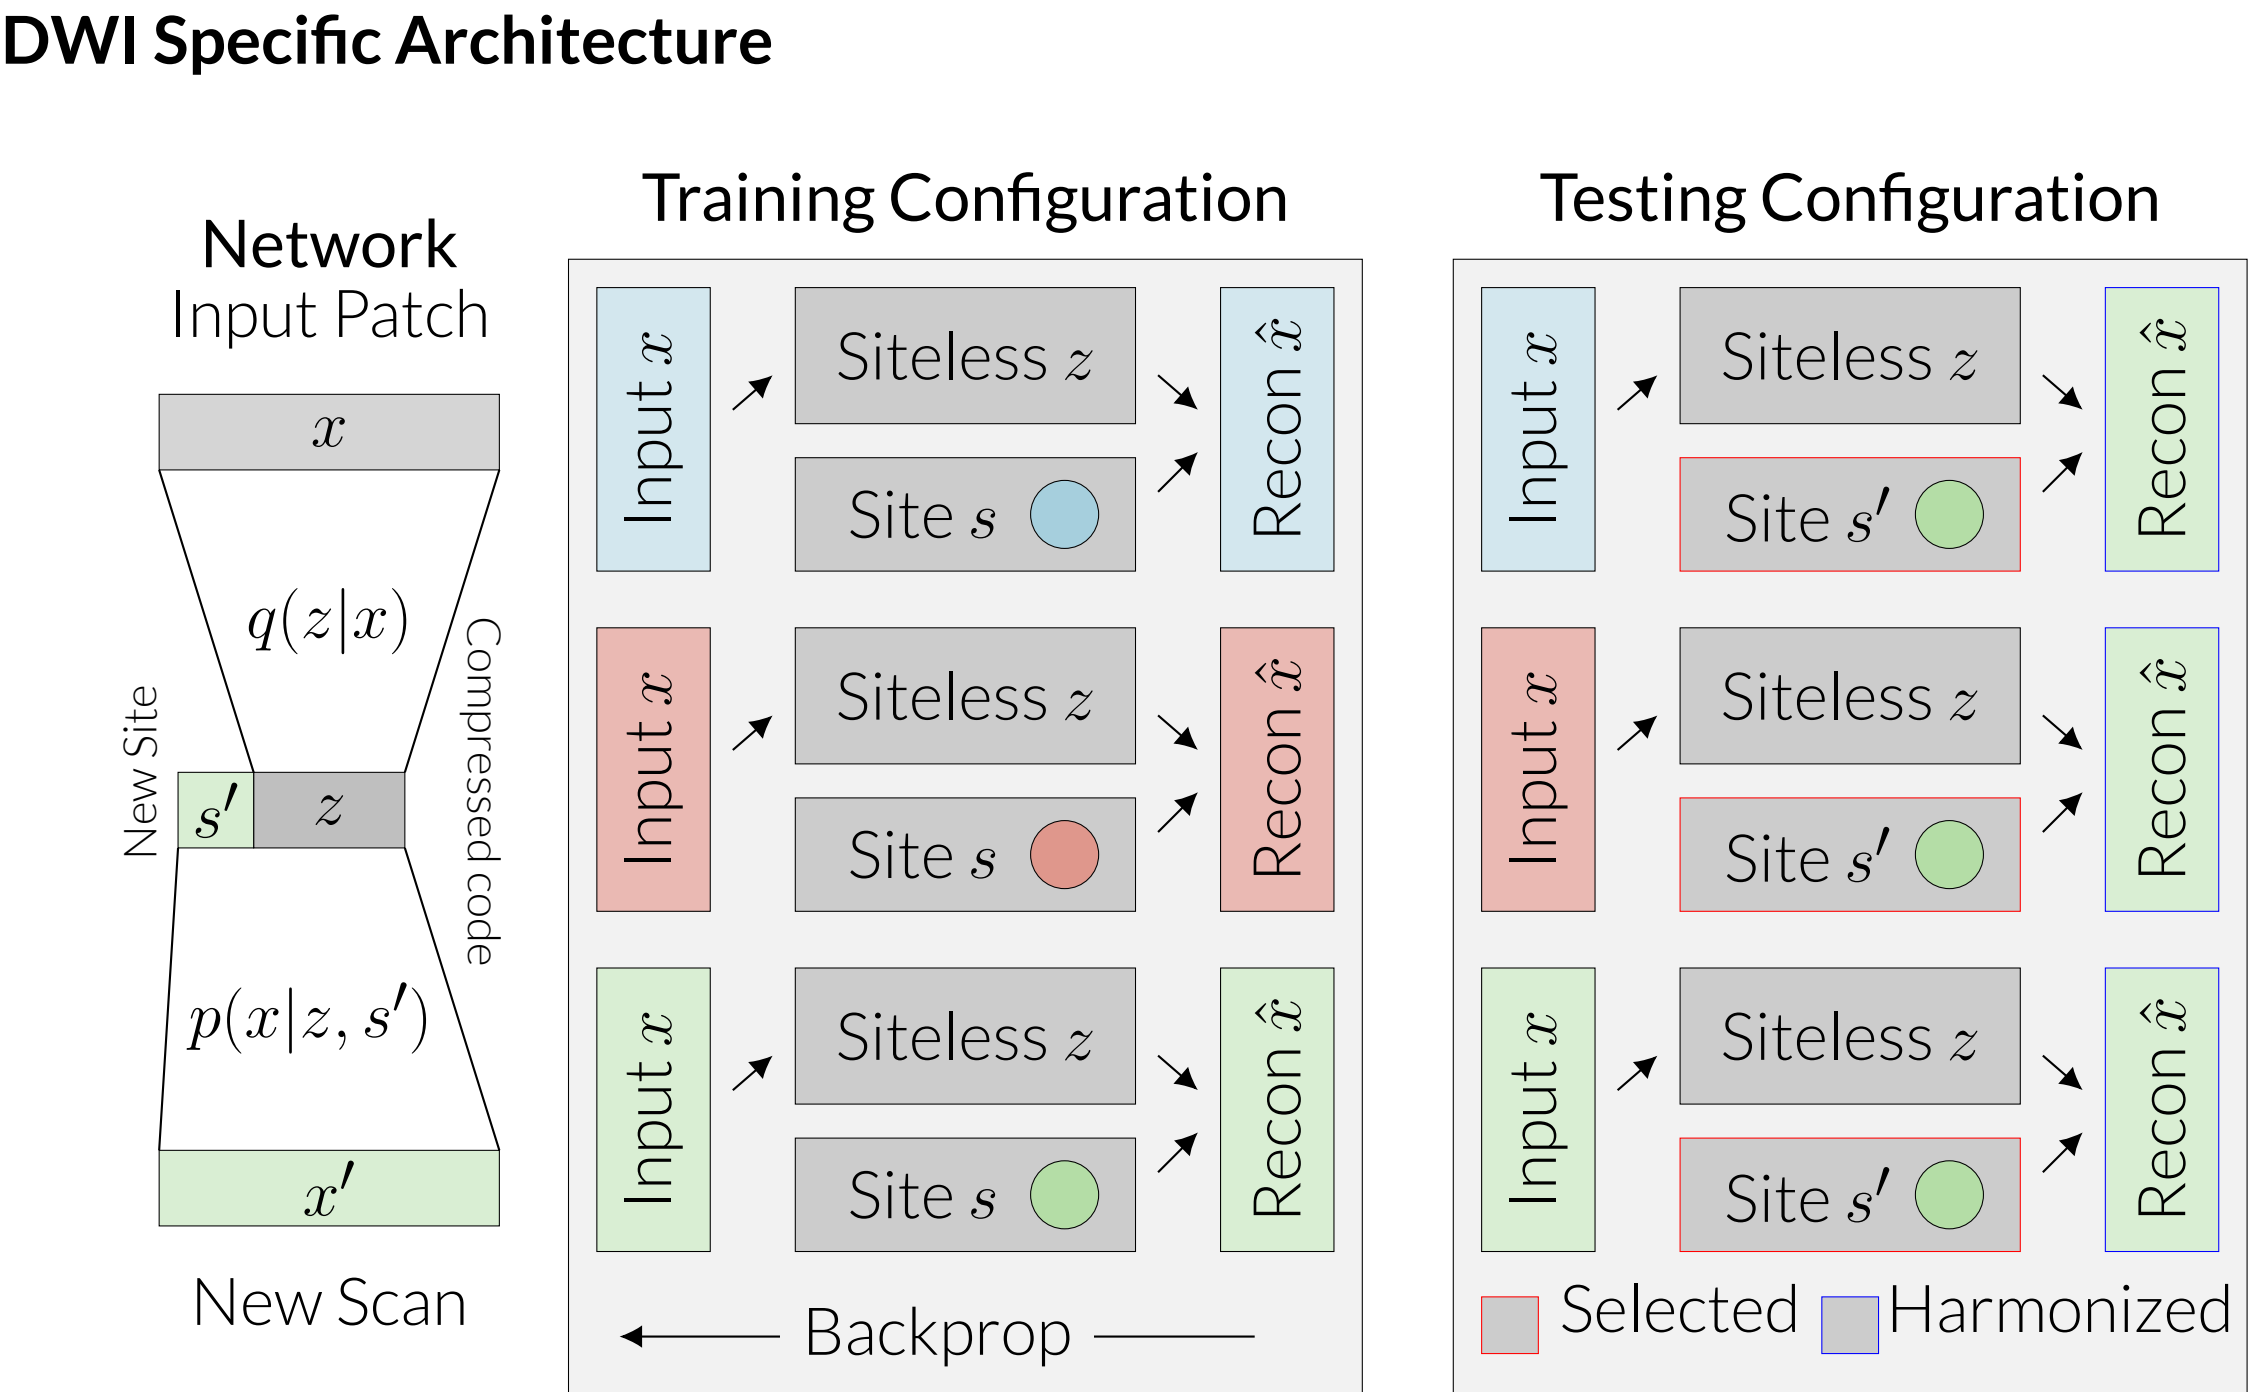 DWI Specific Architecture
Network
Input Patch
x
q(z|x)
New Site
s′
z
Compressed code
p(x|z, s′)
x′
New Scan
Training Configuration
Input x
Siteless z
Site s
Recon x̂
Input x
Siteless z
Site s
Recon x̂
Input x
Siteless z
Site s
Recon x̂
Backprop
Testing Configuration
Input x
Siteless z
Site s′
Recon x̂
Input x
Siteless z
Site s′
Recon x̂
Input x
Siteless z
Site s′
Recon x̂
Selected
Harmonized